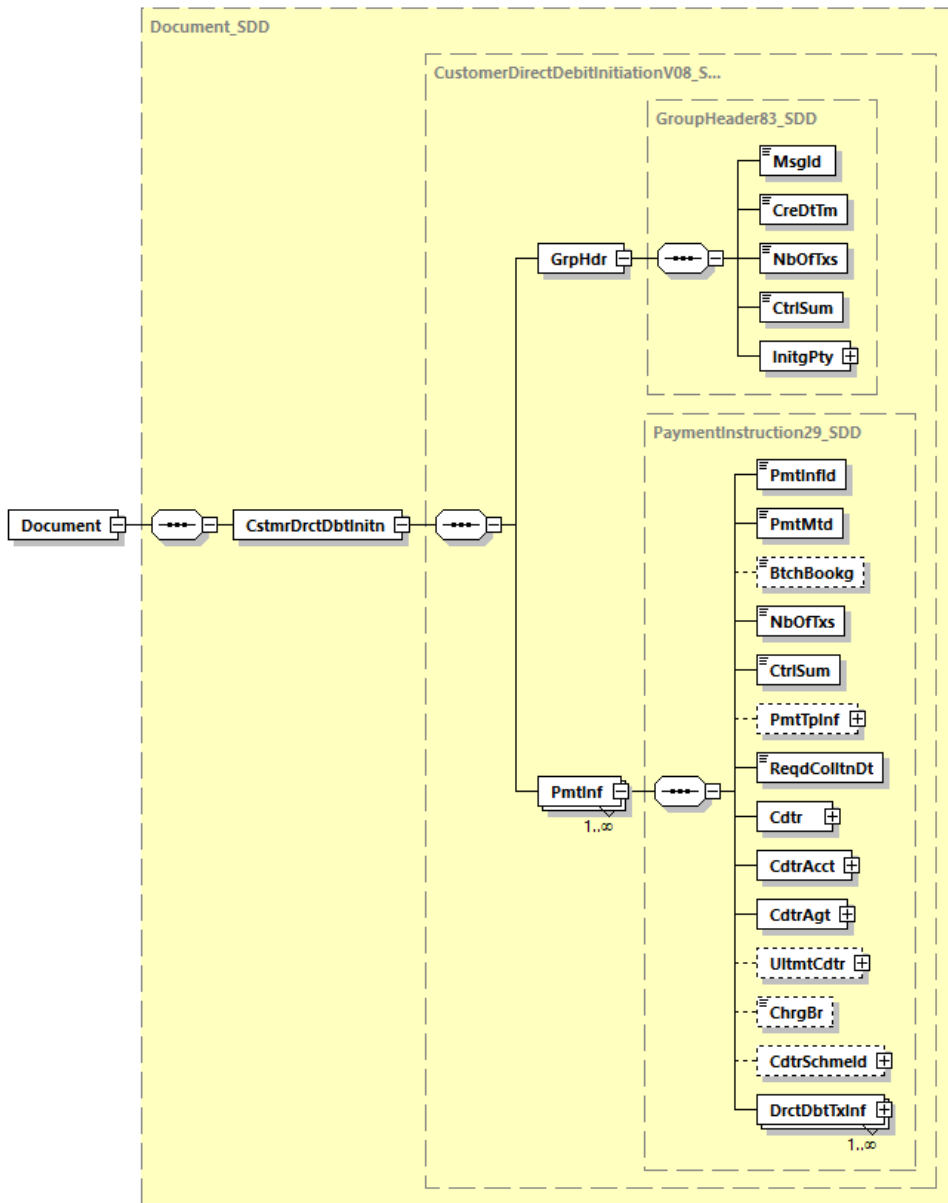 Document_SDD
CustomerDirectDebitInitiationV08_S...
GroupHeader83_SDD
MsgId
CreDtTm
GrpHdr
NbOfTxs
CtrlSum
InitgPty
PaymentInstruction29_SDD
PmtInfId
Document
CstmrDrctDbtInitn
PmtMtd
BtchBookg
NbOfTxs
CtrlSum
PmtTpInf
ReqdColltnDt
PmtInf
1..∞
Cdtr
CdtrAcct
CdtrAgt
UltmtCdtr
ChrgBr
CdtrSchmeId
DrctDbtTxInf
1..∞